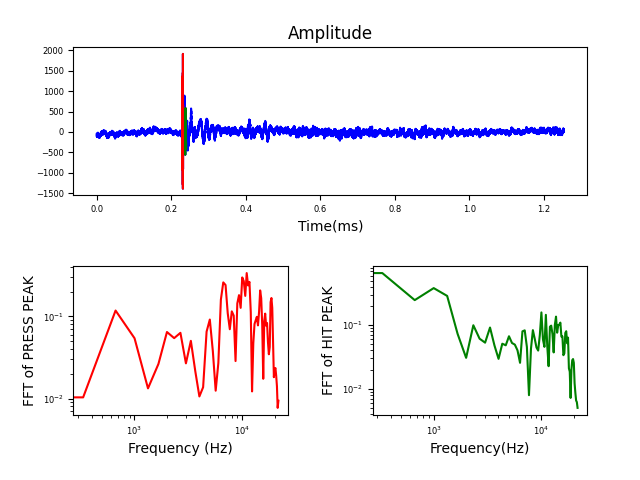 Amplitude
2000
1500
1000
500
0
−500
−1000
−1500
0.0 0.2 0.4 0.6 0.8 1.0 1.2
Time(ms)
FFT of PRESS PEAK
10⁻¹
10⁻²
10³ 10⁴
Frequency (Hz)
FFT of HIT PEAK
10⁻¹
10⁻²
10³ 10⁴
Frequency(Hz)